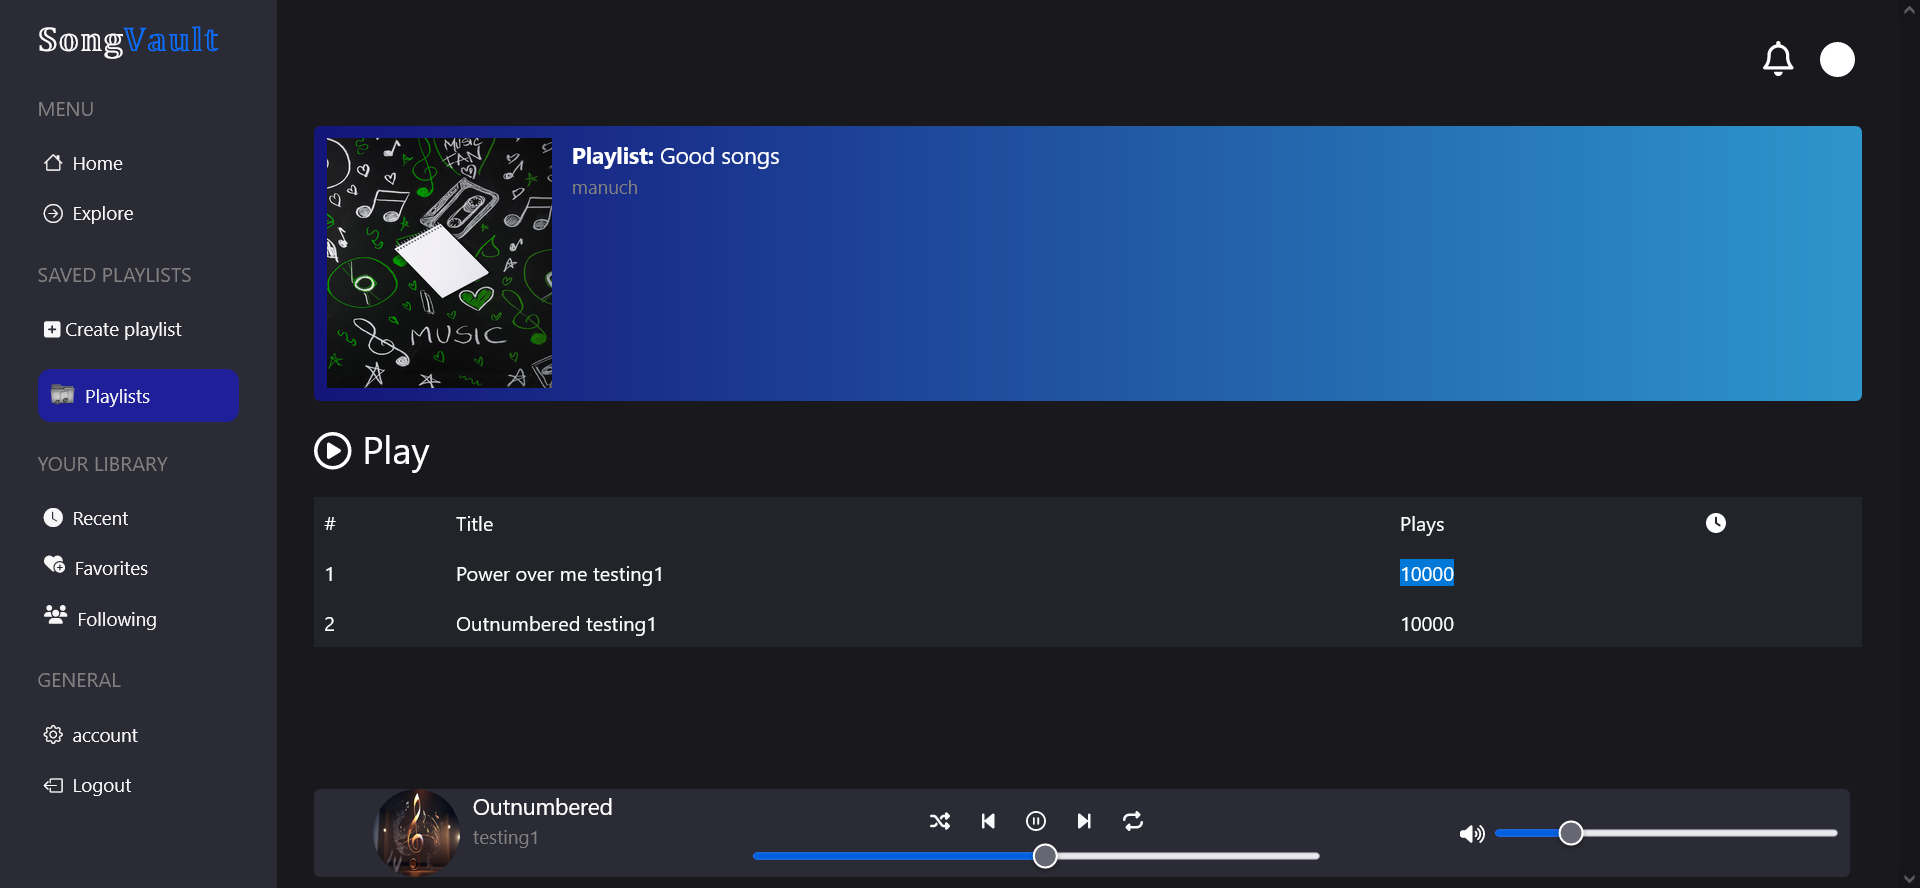 SongVault
MENU
Home
Explore
SAVED PLAYLISTS
Create playlist
Playlists
YOUR LIBRARY
Recent
Favorites
Following
GENERAL
account
Logout
MUSIC
FAN
MUSIC
Playlist: Good songs
manuch
Play
# Title Plays
1 Power over me testing1 10000
2 Outnumbered testing1 10000
Outnumbered
testing1